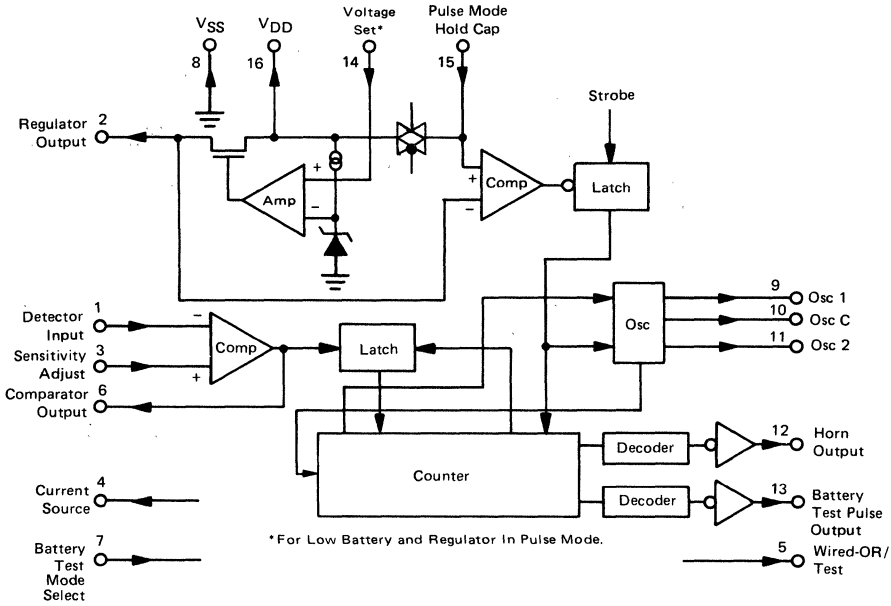 VSS
8
VDD
16
Voltage
Set*
14
Pulse Mode
Hold Cap
15
Strobe
Regulator
Output
2
+
Amp
–
+
Comp
–
Latch
Detector
Input
1
–
Sensitivity
Adjust
3
+
Comp
Latch
Comparator
Output
6
Osc
9
Osc 1
10
Osc C
11
Osc 2
Counter
Decoder
12
Horn
Output
Decoder
13
Battery
Test Pulse
Output
Current
Source
4
*For Low Battery and Regulator In Pulse Mode.
Battery
Test
Mode
Select
7
5
Wired-OR/
Test